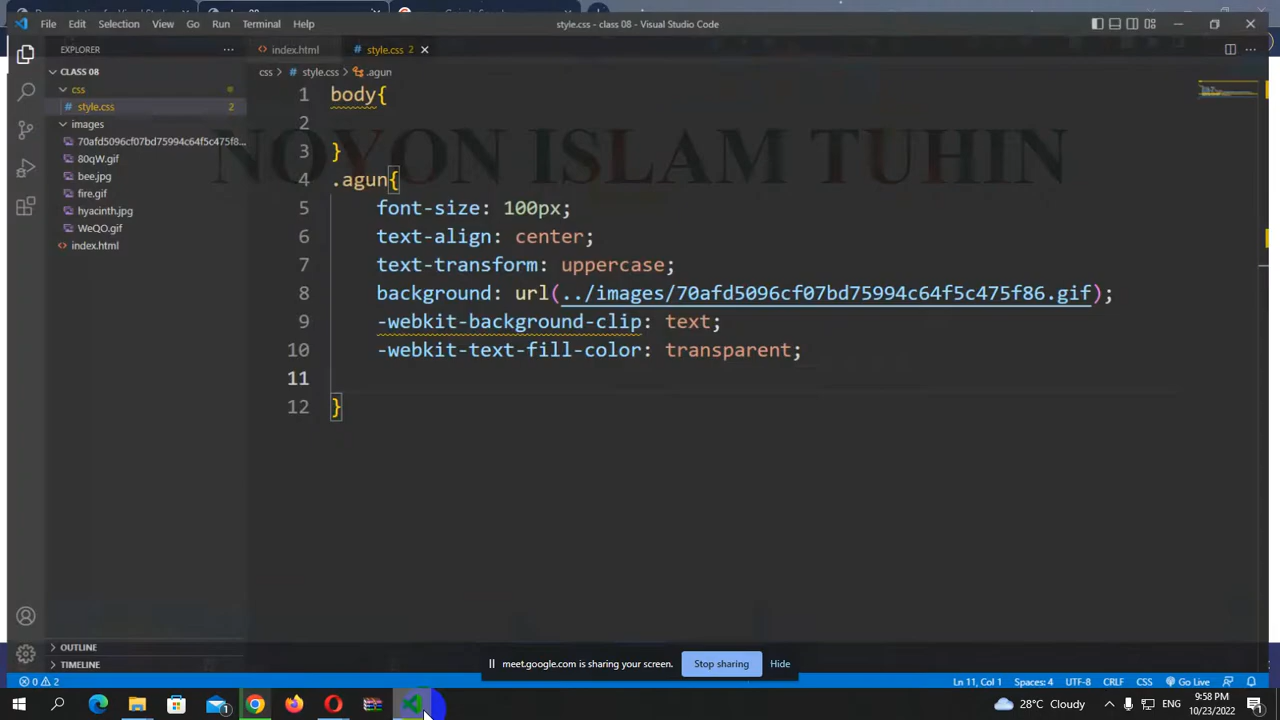 File Edit Selection View Go Run Terminal Help
style.css - class 08 - Visual Studio Code
EXPLORER
index.html
style.css 2
CLASS 08
css > style.css > .agun
css
style.css 2
images
70afd5096cf07bd75994c64f5c475f8...
80qW.gif
bee.jpg
fire.gif
hyacinth.jpg
WeQO.gif
index.html
NOYON ISLAM TUHIN
1 body{
2
3 }
4 .agun{
5 font-size: 100px;
6 text-align: center;
7 text-transform: uppercase;
8 background: url(../images/70afd5096cf07bd75994c64f5c475f86.gif);
9 -webkit-background-clip: text;
10 -webkit-text-fill-color: transparent;
11
12 }
OUTLINE
TIMELINE
meet.google.com is sharing your screen. Stop sharing Hide
0 2 Ln 11, Col 1 Spaces: 4 UTF-8 CRLF CSS Go Live
1 28°C Cloudy ENG 9:58 PM
10/23/2022